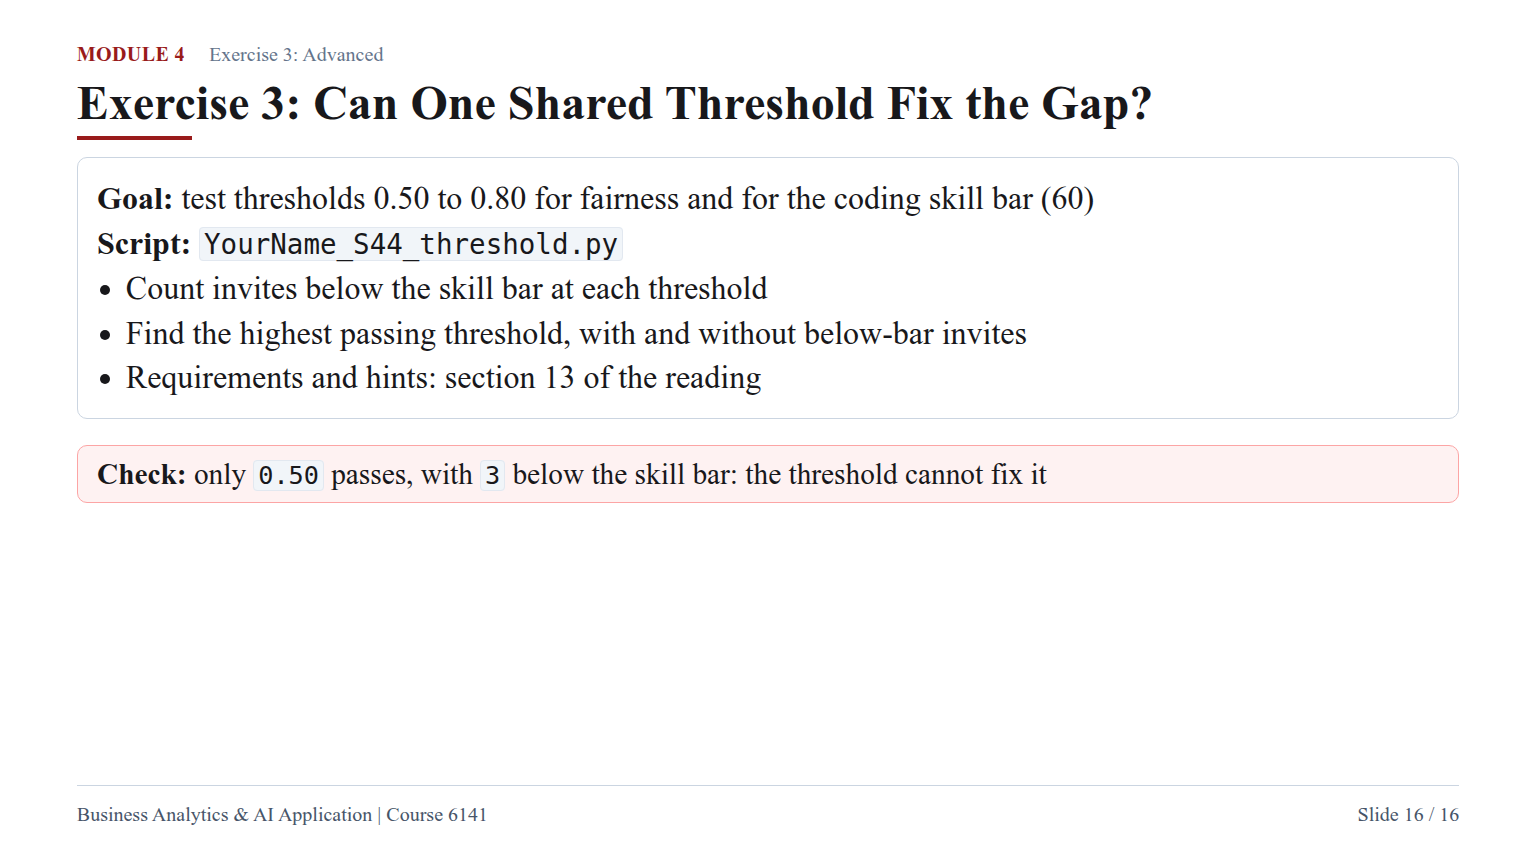 MODULE 4 Exercise 3: Advanced
Exercise 3: Can One Shared Threshold Fix the Gap?
Goal: test thresholds 0.50 to 0.80 for fairness and for the coding skill bar (60)
Script: YourName_S44_threshold.py
• Count invites below the skill bar at each threshold
• Find the highest passing threshold, with and without below-bar invites
• Requirements and hints: section 13 of the reading
Check: only 0.50 passes, with 3 below the skill bar: the threshold cannot fix it
Business Analytics & AI Application | Course 6141
Slide 16 / 16